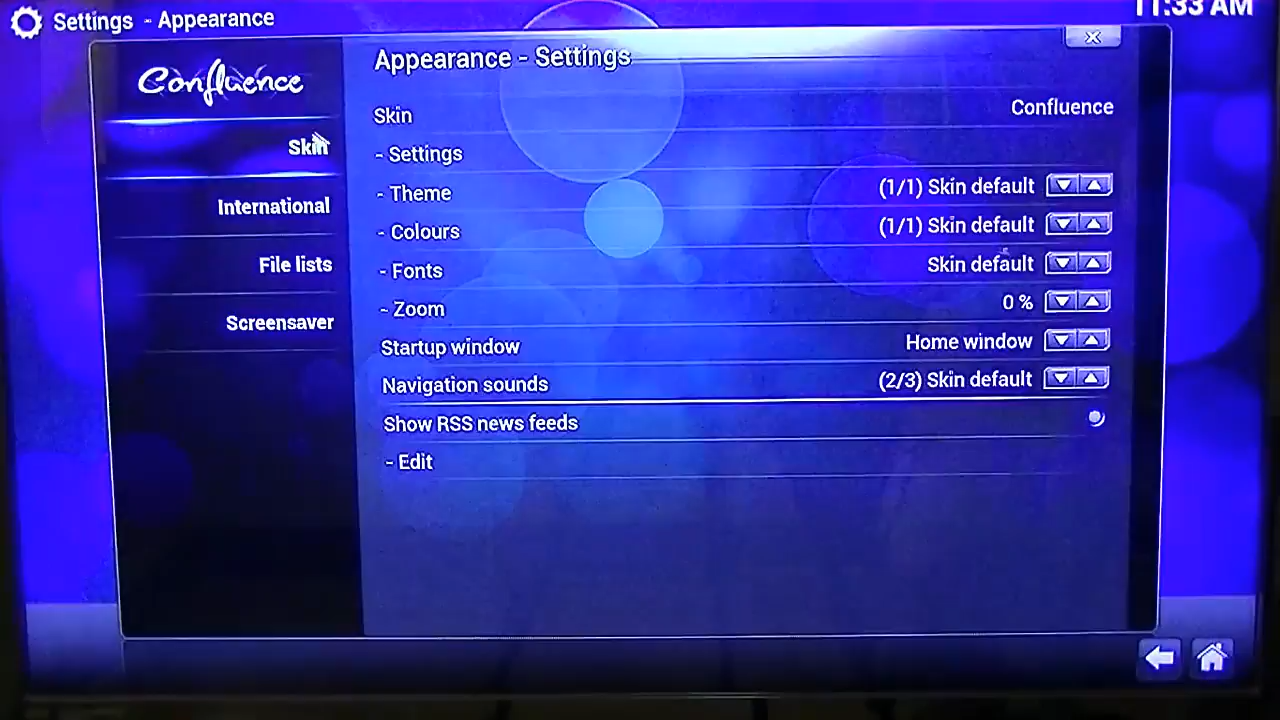 Settings - Appearance
11:33 AM
Confluence
Appearance - Settings
Skin
International
File lists
Screensaver
Skin Confluence
- Settings
- Theme (1/1) Skin default
- Colours (1/1) Skin default
- Fonts Skin default
- Zoom 0 %
Startup window Home window
Navigation sounds (2/3) Skin default
Show RSS news feeds
- Edit